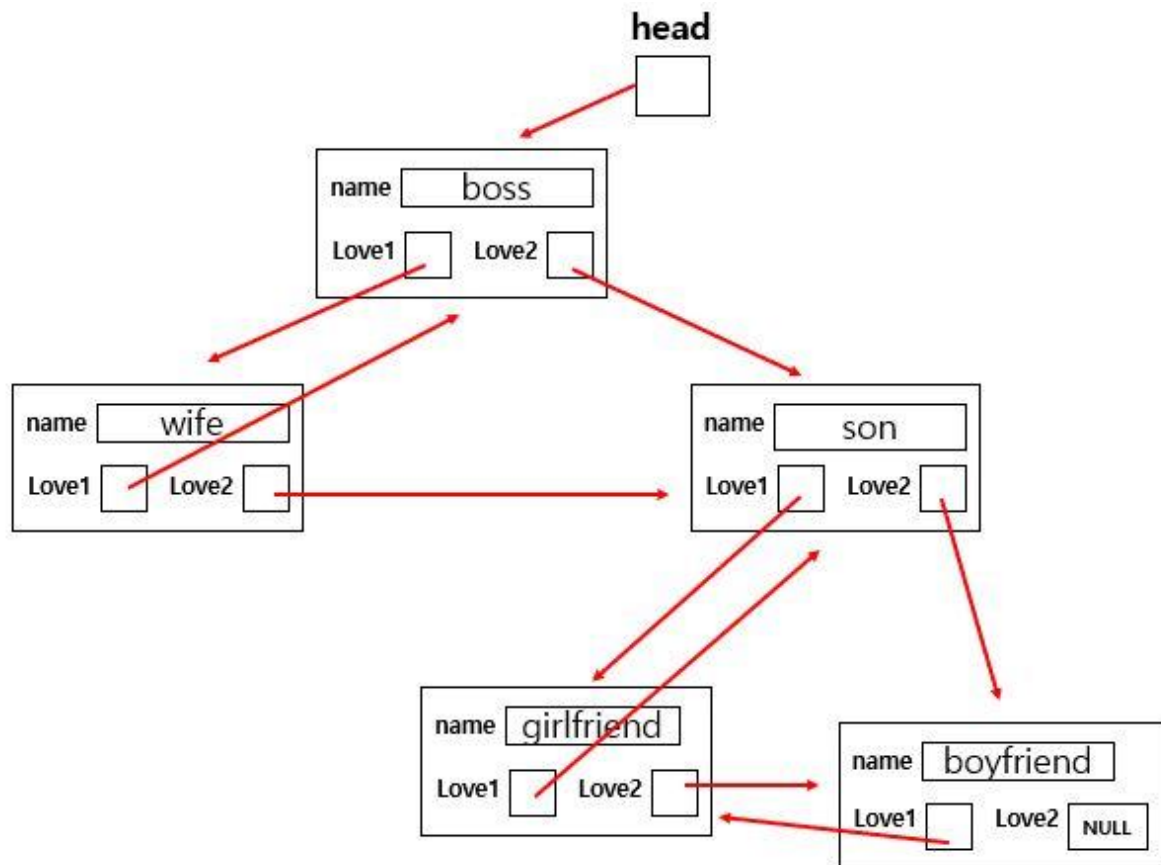 head
name boss
Love1 Love2
name wife
Love1 Love2
name son
Love1 Love2
name girlfriend
Love1 Love2
name boyfriend
Love1 Love2 NULL